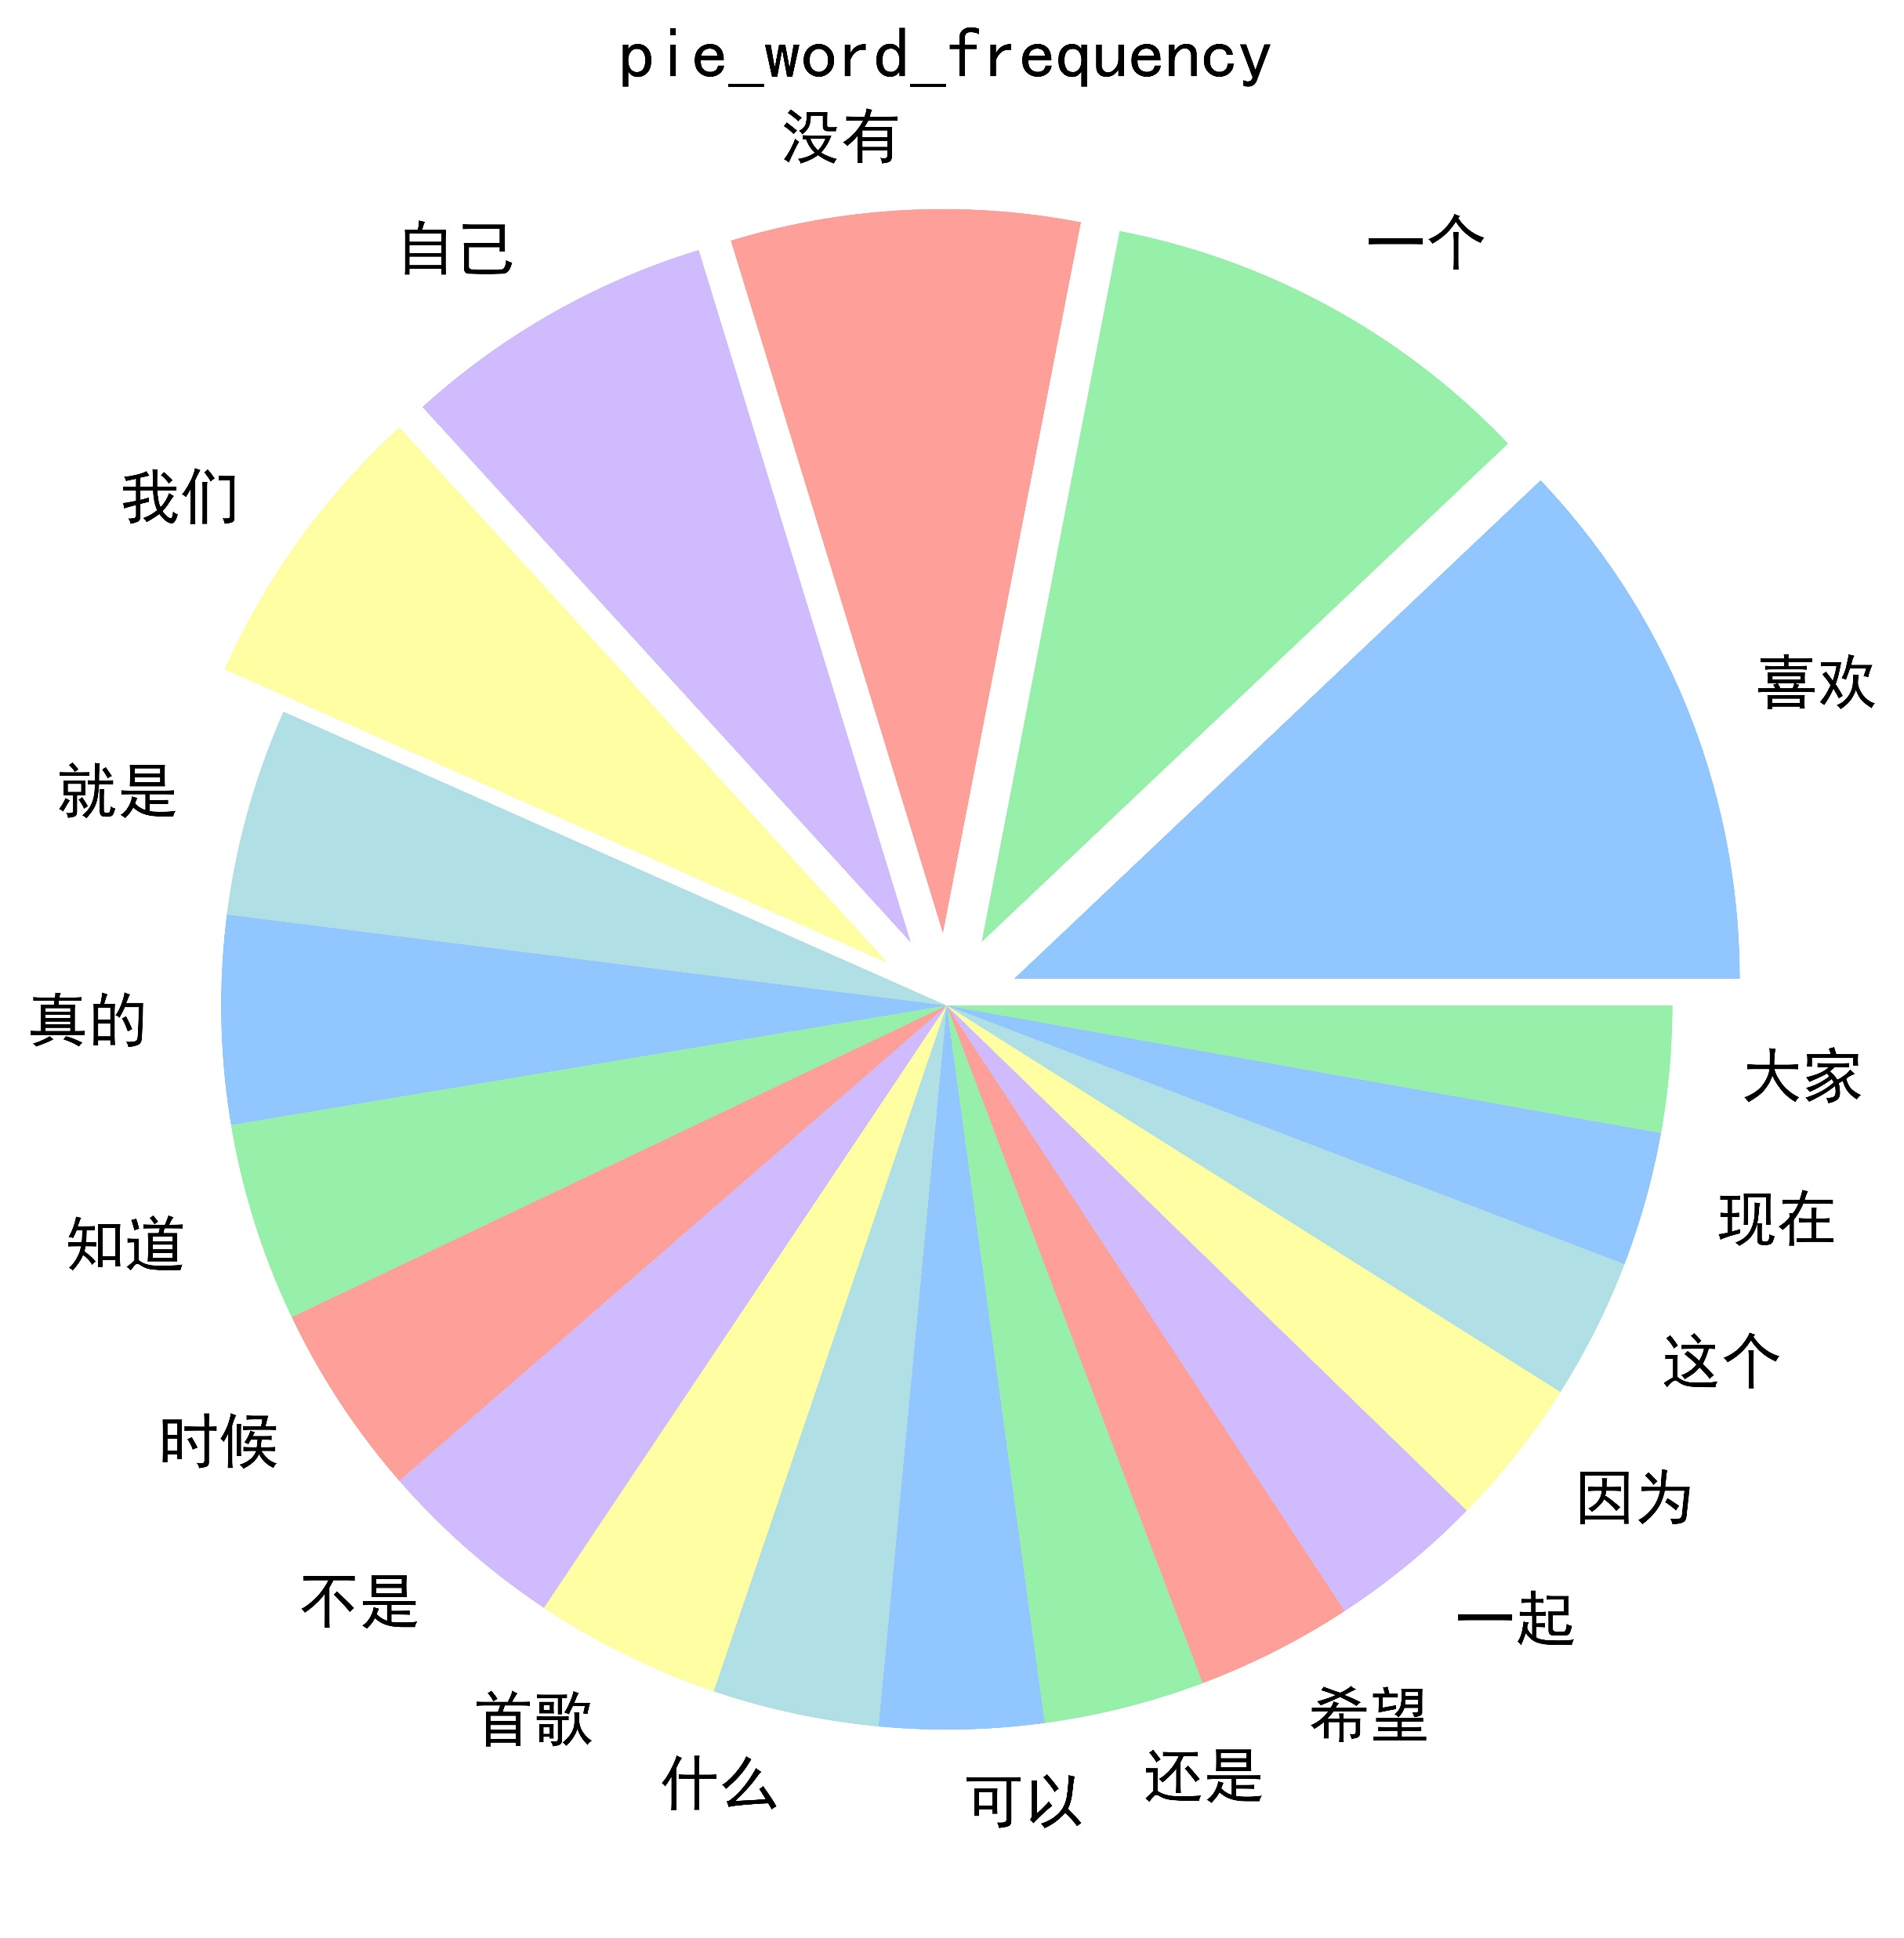 pie_word_frequency
没有
一个
自己
我们
喜欢
就是
真的
大家
知道
现在
这个
时候
因为
不是
一起
首歌
希望
什么
可以
还是